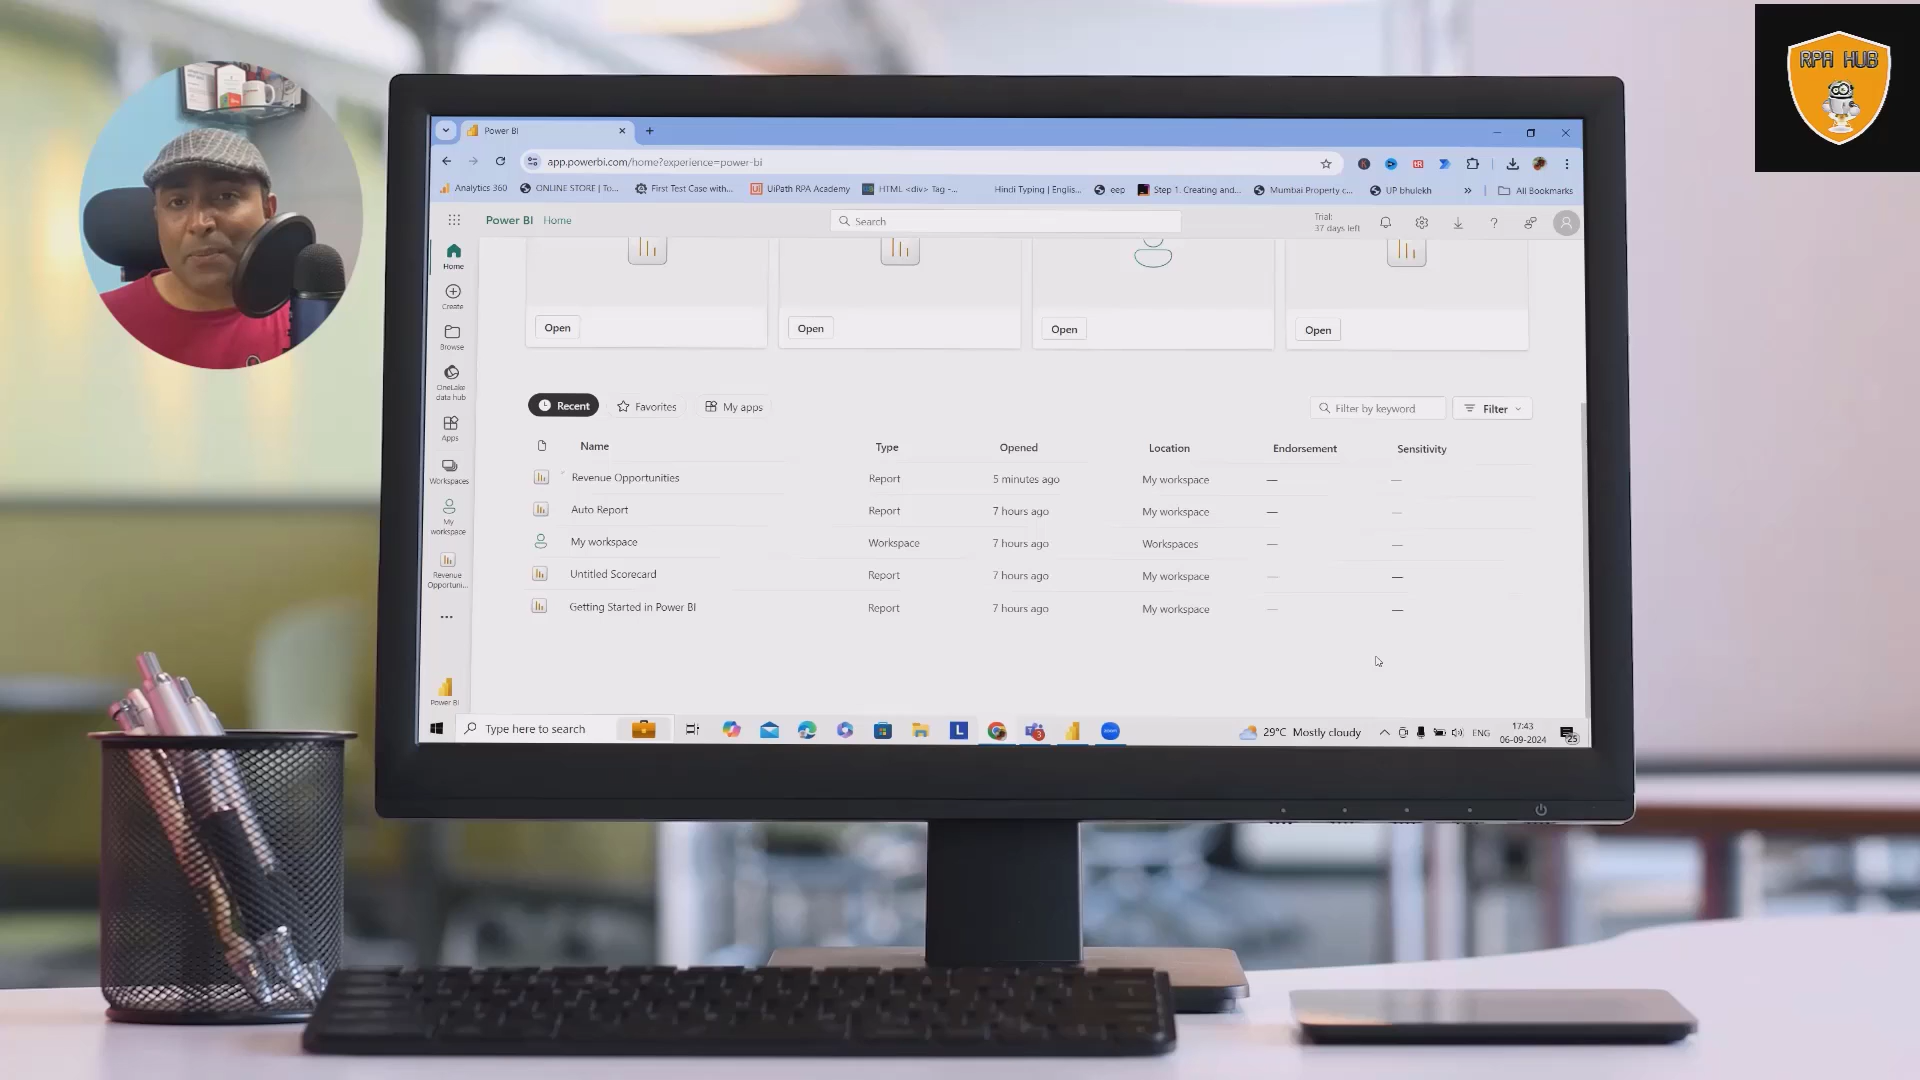 RPA HUB
Power BI
app.powerbi.com/home?experience=power-bi
Analytics 360 ONLINE STORE | To... First Test Case with... UiPath RPA Academy HTML <div> Tag -... Hindi Typing | Englis... eep Step 1. Creating and... Mumbai Property c... UP bhulekh » All Bookmarks
Power BI Home Search Trial: 37 days left
Home
Create
Browse
OneLake data hub
Apps
Workspaces
My workspace
Revenue Opportuni...
Power BI
Open Open Open Open
Recent Favorites My apps Filter by keyword Filter
Name Type Opened Location Endorsement Sensitivity
Revenue Opportunities Report 5 minutes ago My workspace — —
Auto Report Report 7 hours ago My workspace — —
My workspace Workspace 7 hours ago Workspaces — —
Untitled Scorecard Report 7 hours ago My workspace — —
Getting Started in Power BI Report 7 hours ago My workspace — —
Type here to search L 3 zoom 29°C Mostly cloudy ENG 17:43
06-09-2024 25